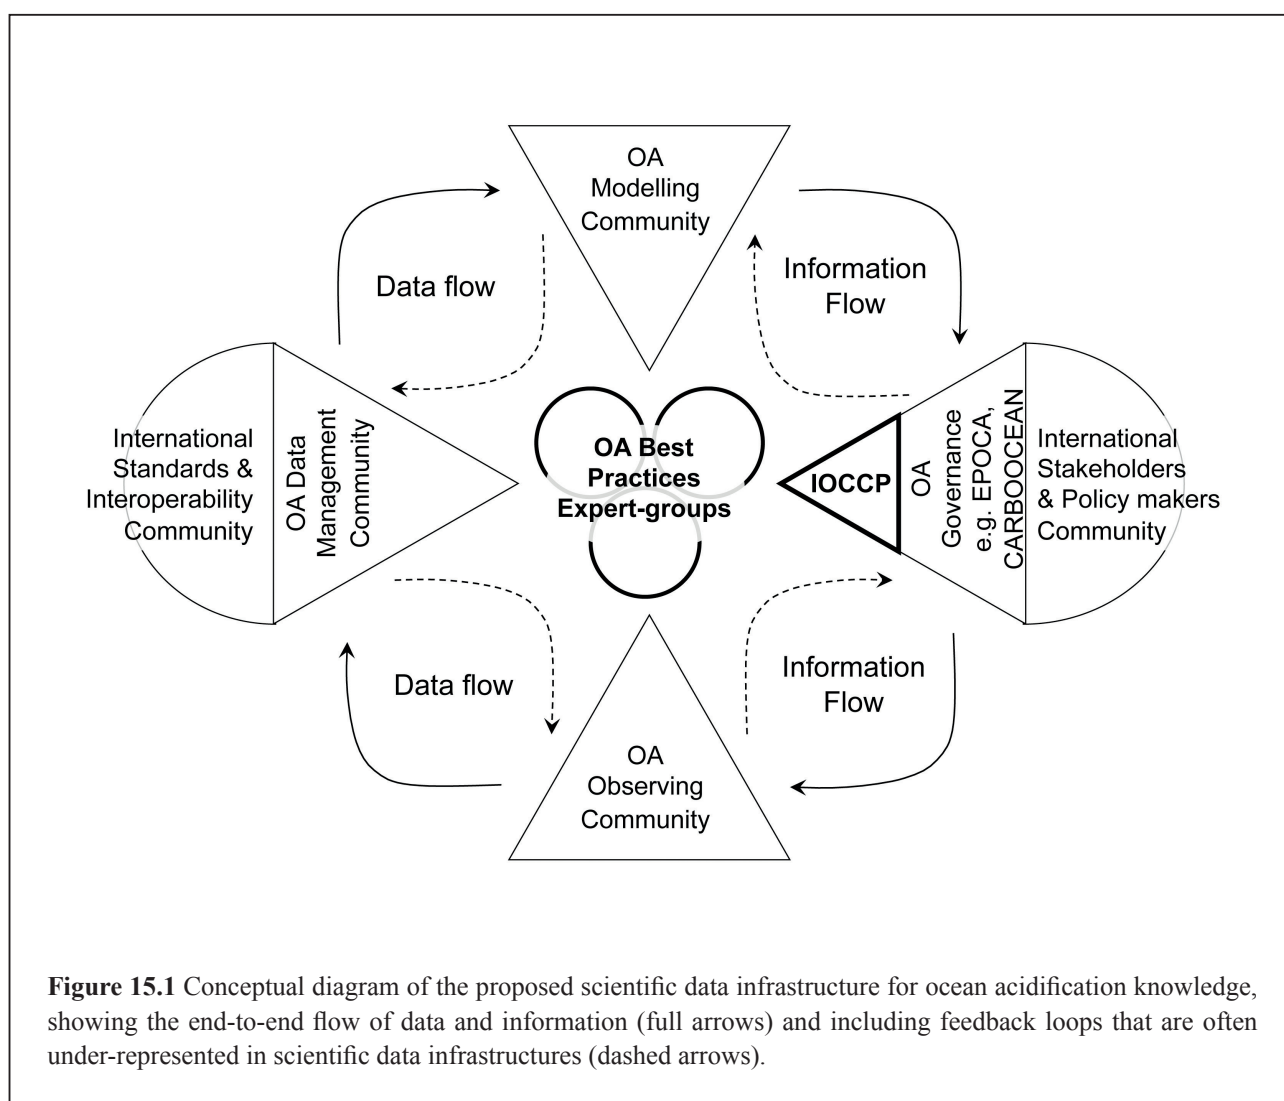 OA
Modelling
Community
Data flow
Information
Flow
International
Standards &
Interoperability
Community
OA Data
Management
Community
OA Best
Practices
Expert-groups
IOCCP
OA
Governance
e.g. EPOCA,
CARBOOCEAN
International
Stakeholders
& Policy makers
Community
Data flow
Information
Flow
OA
Observing
Community
Figure 15.1 Conceptual diagram of the proposed scientific data infrastructure for ocean acidification knowledge,
showing the end-to-end flow of data and information (full arrows) and including feedback loops that are often
under-represented in scientific data infrastructures (dashed arrows).